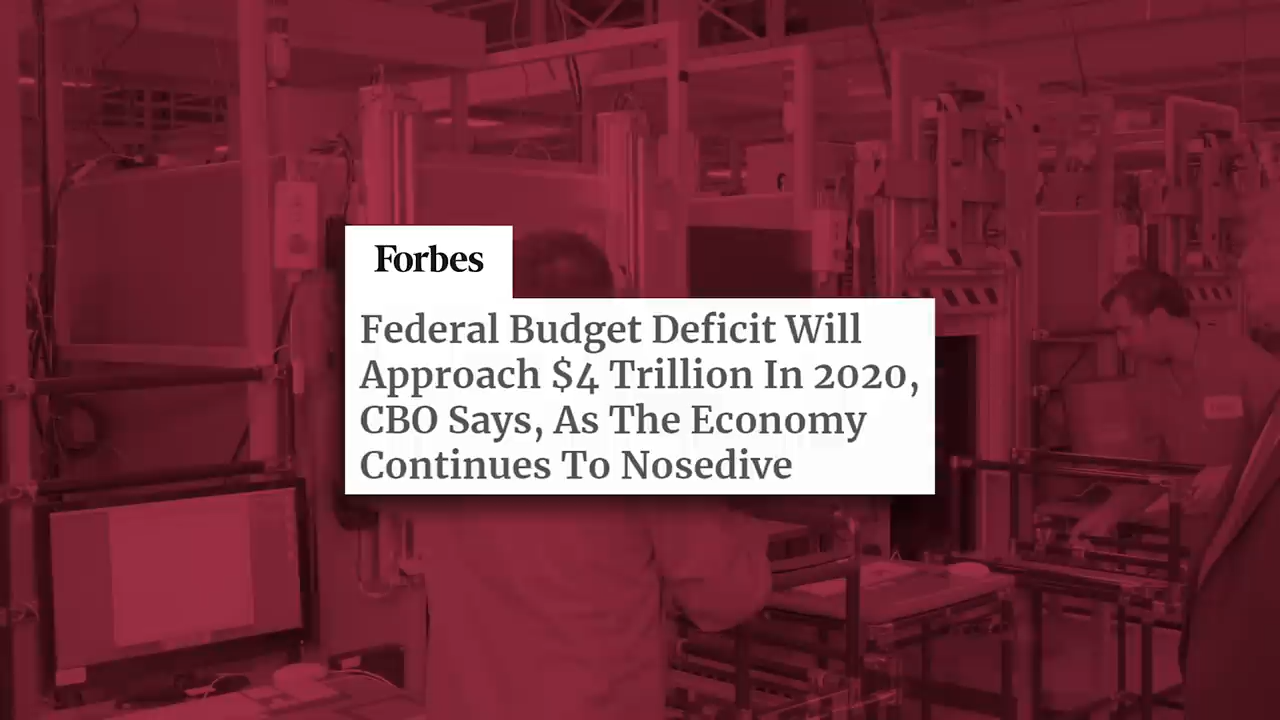 Forbes
Federal Budget Deficit Will
Approach $4 Trillion In 2020,
CBO Says, As The Economy
Continues To Nosedive